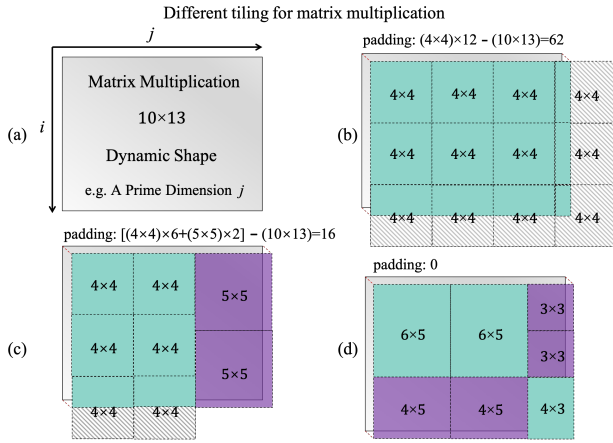 Different tiling for matrix multiplication
j
i
(a)
Matrix Multiplication
10×13
Dynamic Shape
e.g. A Prime Dimension j
padding: (4×4)×12 − (10×13)=62
(b)
4×4 4×4 4×4 4×4
4×4 4×4 4×4 4×4
4×4 4×4 4×4 4×4
padding: [(4×4)×6+(5×5)×2] − (10×13)=16
(c)
4×4 4×4 5×5
4×4 4×4 5×5
4×4 4×4
padding: 0
(d)
6×5 6×5 3×3
3×3
4×5 4×5 4×3